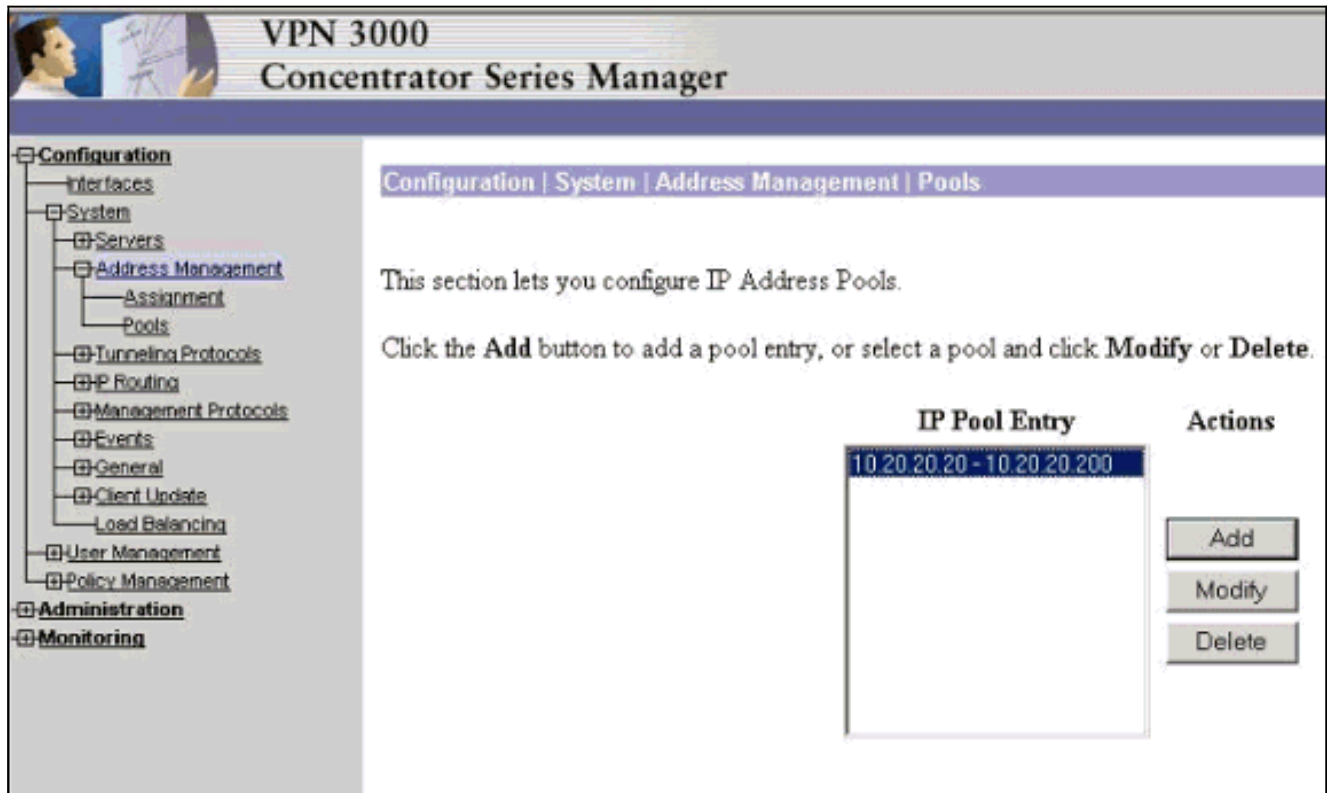 VPN 3000
Concentrator Series Manager
Configuration
Interfaces
System
Servers
Address Management
Assignment
Pools
Tunneling Protocols
IP Routing
Management Protocols
Events
General
Client Update
Load Balancing
User Management
Policy Management
Administration
Monitoring
Configuration | System | Address Management | Pools
This section lets you configure IP Address Pools.
Click the Add button to add a pool entry, or select a pool and click Modify or Delete.
IP Pool Entry
10.20.20.20 - 10.20.20.200
Actions
Add
Modify
Delete